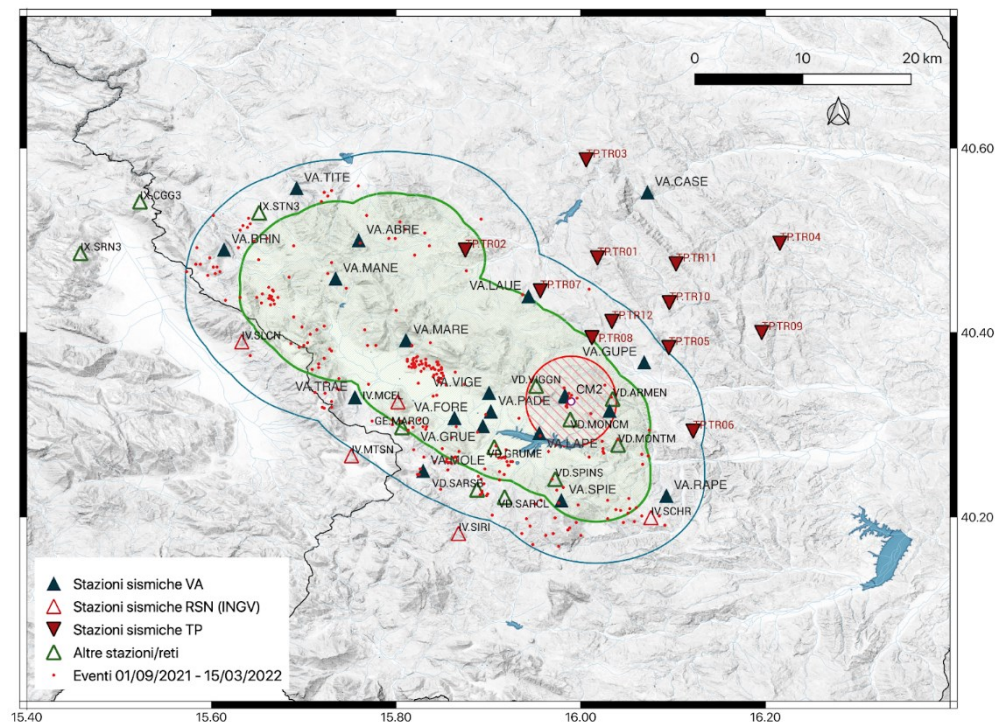 0 10 20 km
TP.TR03
40.60
VA.TITE
VA.CASE
IX.CGG3
IX.STN3
VA.BRIN
VA.ABRE
TP.TR02
TP.TR04
IX.SRN3
TP.TR01
TP.TR11
VA.MANE
VA.LAUE
TP.TR07
TP.TR10
IV.SLCN
VA.MARE
TP.TR12
TP.TR09
40.40
TP.TR08
TP.TR05
VA.GUPE
VA.VIGE
VD.VIGGN
CM2
VA.TRAE
IV.MCEL
VA.PADE
VD.ARMEN
VA.FORE
GE.MARCO
VD.MONCM
TP.TR06
VA.GRUE
VA.LAPE
VD.MONTM
IV.MTSN
VA.MOLE
VD.GRUME
VD.SPINS
VD.SARSC
VD.SARCL
VA.SPIE
VA.RAPE
IV.SCHR
40.20
IV.SIRI
Stazioni sismiche VA
Stazioni sismiche RSN (INGV)
Stazioni sismiche TP
Altre stazioni/reti
Eventi 01/09/2021 - 15/03/2022
15.40 15.60 15.80 16.00 16.20